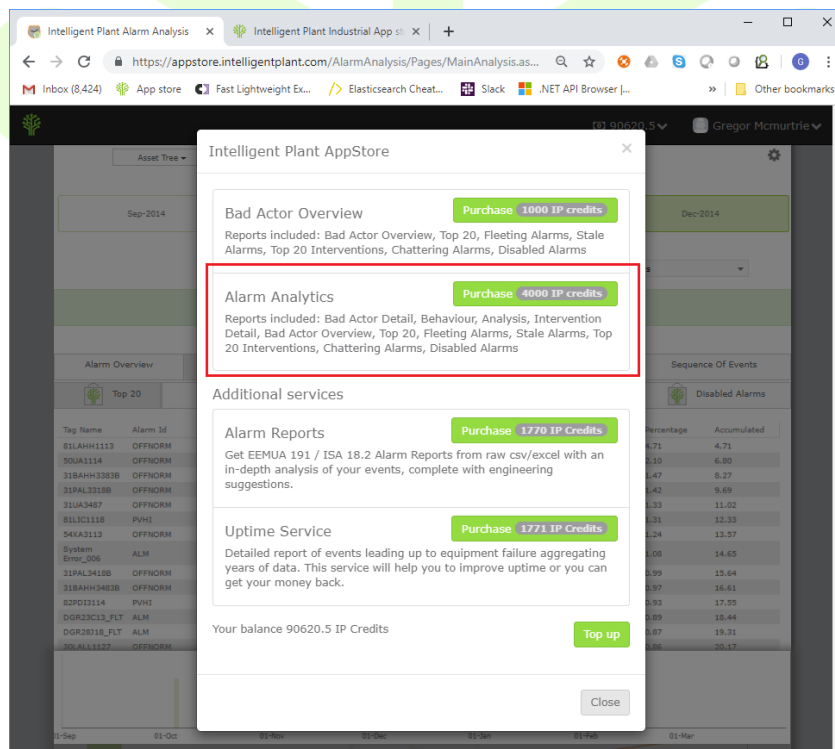 Intelligent Plant Alarm Analysis
Intelligent Plant Industrial App st
https://appstore.intelligentplant.com/AlarmAnalysis/Pages/MainAnalysis.as...
G
Inbox (8,424)
App store
Fast Lightweight Ex...
Elasticsearch Cheat...
Slack
.NET API Browser |...
»
Other bookmarks
90620.5
Gregor Mcmurtrie
Asset Tree
Intelligent Plant AppStore
Sep-2014
Dec-2014
Bad Actor Overview
Purchase 1000 IP credits
Reports included: Bad Actor Overview, Top 20, Fleeting Alarms, Stale
Alarms, Top 20 Interventions, Chattering Alarms, Disabled Alarms
s
Alarm Analytics
Purchase 4000 IP credits
Reports included: Bad Actor Detail, Behaviour, Analysis, Intervention
Detail, Bad Actor Overview, Top 20, Fleeting Alarms, Stale Alarms, Top
20 Interventions, Chattering Alarms, Disabled Alarms
Alarm Overview
Sequence Of Events
Top 20
Disabled Alarms
Additional services
Alarm Reports
Purchase 1770 IP Credits
Get EEMUA 191 / ISA 18.2 Alarm Reports from raw csv/excel with an
in-depth analysis of your events, complete with engineering
suggestions.
Uptime Service
Purchase 1771 IP Credits
Detailed report of events leading up to equipment failure aggregating
years of data. This service will help you to improve uptime or you can
get your money back.
Your balance 90620.5 IP Credits
Top up
Close
Tag Name Alarm Id Percentage Accumulated
81LAHH1113 OFFNORM 4.71 4.71
50UA1114 OFFNORM 2.10 6.80
31BAHH3383B OFFNORM 1.47 8.27
31PAL3318B OFFNORM 1.42 9.69
31UA3487 OFFNORM 1.33 11.02
81LIC1118 PVHI 1.31 12.33
54XA3113 OFFNORM 1.24 13.57
System
Error_006 ALM 1.08 14.65
31PAL3418B OFFNORM 0.99 15.64
31BAHH3483B OFFNORM 0.97 16.61
82PDI3114 PVHI 0.93 17.55
DGR23C13_FLT ALM 0.89 18.44
DGR28J18_FLT ALM 0.87 19.31
30LALL1127 OFFNORM 0.86 20.17
01-Sep
01-Oct
01-Nov
01-Dec
01-Jan
01-Feb
01-Mar